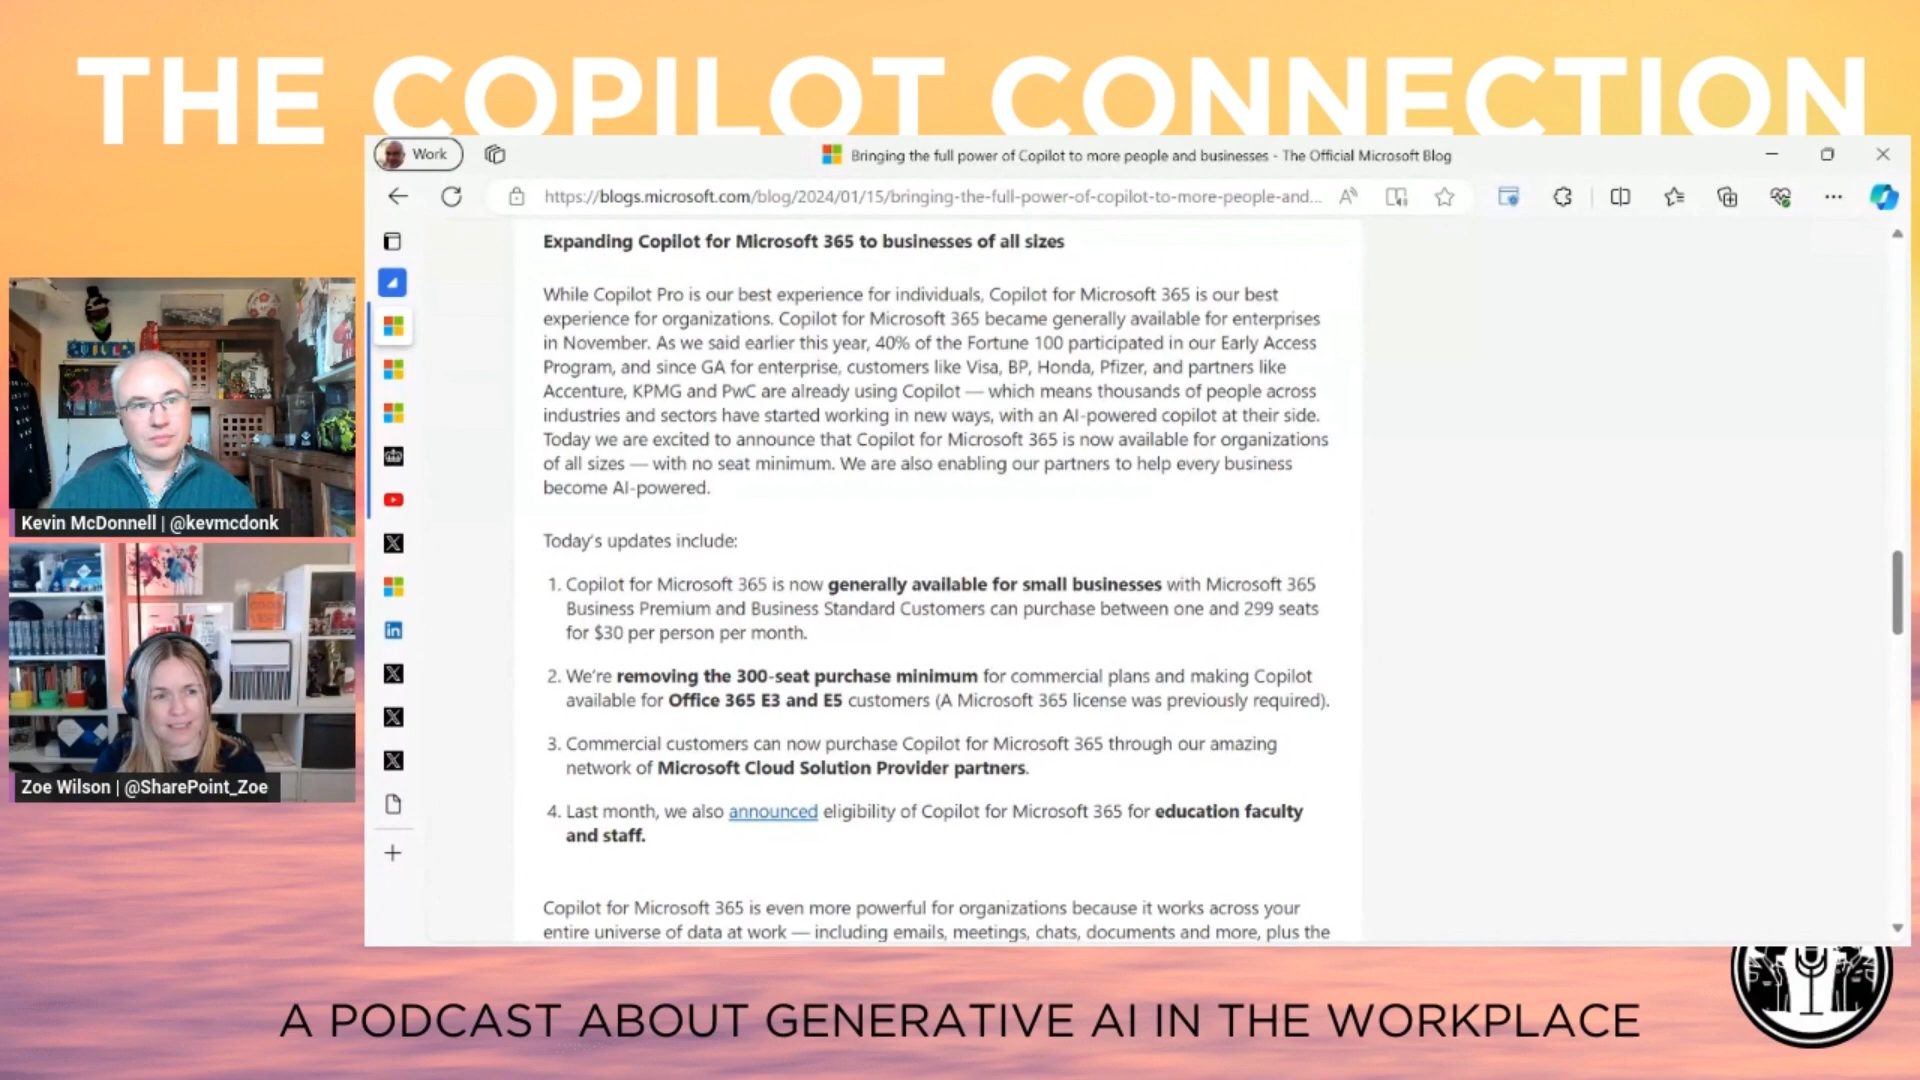 THE COPILOT CONNECTION
Work
Bringing the full power of Copilot to more people and businesses - The Official Microsoft Blog
https://blogs.microsoft.com/blog/2024/01/15/bringing-the-full-power-of-copilot-to-more-people-and...
Expanding Copilot for Microsoft 365 to businesses of all sizes
While Copilot Pro is our best experience for individuals, Copilot for Microsoft 365 is our best
experience for organizations. Copilot for Microsoft 365 became generally available for enterprises
in November. As we said earlier this year, 40% of the Fortune 100 participated in our Early Access
Program, and since GA for enterprise, customers like Visa, BP, Honda, Pfizer, and partners like
Accenture, KPMG and PwC are already using Copilot — which means thousands of people across
industries and sectors have started working in new ways, with an AI-powered copilot at their side.
Today we are excited to announce that Copilot for Microsoft 365 is now available for organizations
of all sizes — with no seat minimum. We are also enabling our partners to help every business
become AI-powered.
Today's updates include:
1. Copilot for Microsoft 365 is now generally available for small businesses with Microsoft 365
Business Premium and Business Standard Customers can purchase between one and 299 seats
for $30 per person per month.
2. We're removing the 300-seat purchase minimum for commercial plans and making Copilot
available for Office 365 E3 and E5 customers (A Microsoft 365 license was previously required).
3. Commercial customers can now purchase Copilot for Microsoft 365 through our amazing
network of Microsoft Cloud Solution Provider partners.
4. Last month, we also announced eligibility of Copilot for Microsoft 365 for education faculty
and staff.
Copilot for Microsoft 365 is even more powerful for organizations because it works across your
entire universe of data at work — including emails, meetings, chats, documents and more, plus the
Kevin McDonnell | @kevmcdonk
Zoe Wilson | @SharePoint_Zoe
A PODCAST ABOUT GENERATIVE AI IN THE WORKPLACE